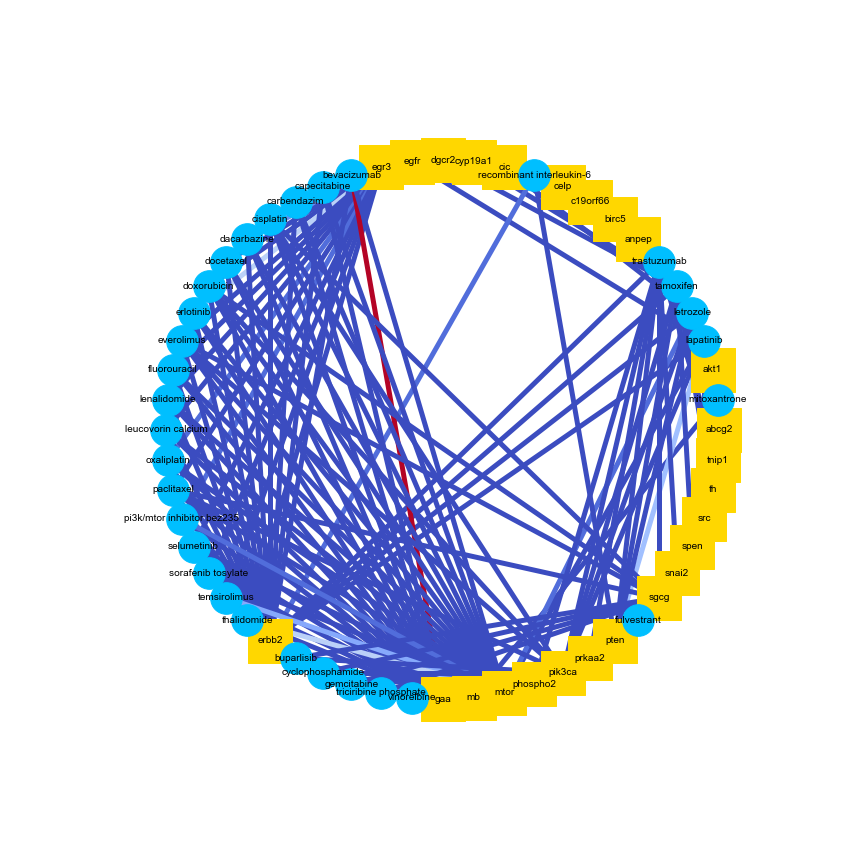 dgcr2
cyp19a1
egfr
egr3
cic
bevacizumab
recombinant interleukin-6
capecitabine
celp
carbendazim
c19orf66
cisplatin
birc5
dacarbazine
anpep
docetaxel
trastuzumab
doxorubicin
tamoxifen
erlotinib
letrozole
everolimus
lapatinib
fluorouracil
akt1
lenalidomide
mitoxantrone
leucovorin calcium
abcg2
oxaliplatin
tnip1
paclitaxel
fh
pi3k/mtor inhibitor bez235
src
selumetinib
spen
sorafenib tosylate
snai2
temsirolimus
sgcg
thalidomide
fulvestrant
erbb2
pten
buparlisib
prkaa2
cyclophosphamide
pik3ca
gemcitabine
phospho2
triciribine phosphate
mtor
vinorelbine
gaa
mb